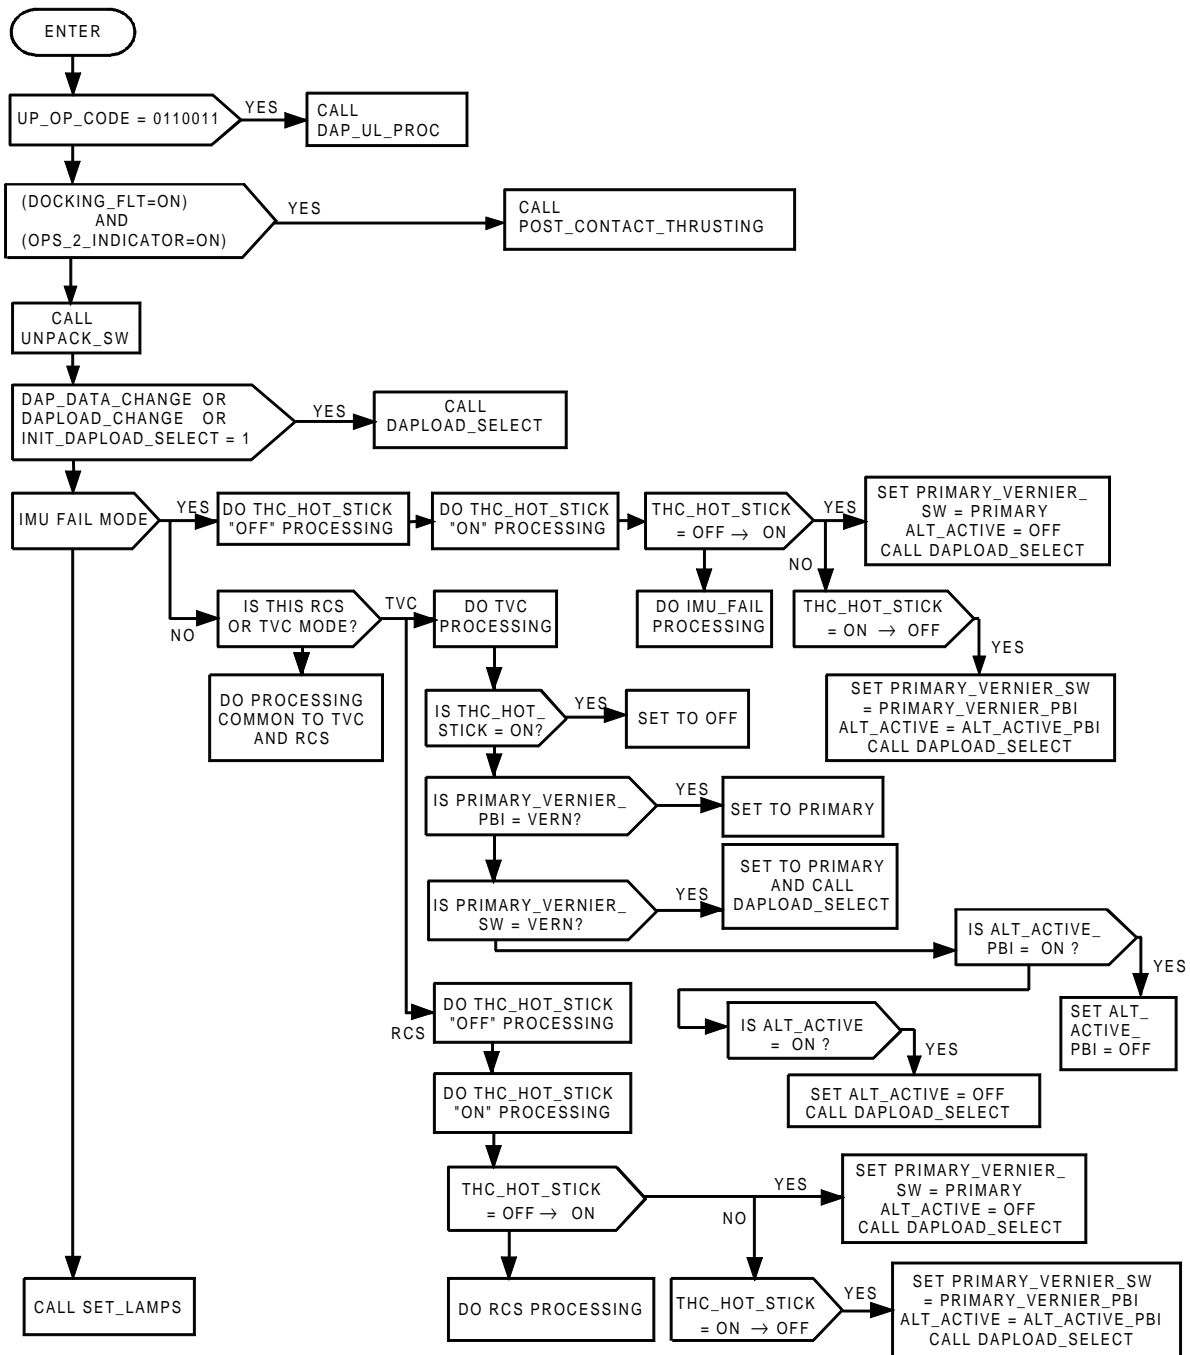 ENTER
UP_OP_CODE = 0110011
YES
CALL
DAP_UL_PROC
(DOCKING_FLT=ON)
AND
(OPS_2_INDICATOR=ON)
YES
CALL
POST_CONTACT_THRUSTING
CALL
UNPACK_SW
DAP_DATA_CHANGE OR
DAPLOAD_CHANGE OR
INIT_DAPLOAD_SELECT = 1
YES
CALL
DAPLOAD_SELECT
IMU FAIL MODE
YES
DO THC_HOT_STICK
"OFF" PROCESSING
DO THC_HOT_STICK
"ON" PROCESSING
THC_HOT_STICK
= OFF → ON
YES
SET PRIMARY_VERNIER_
SW = PRIMARY
ALT_ACTIVE = OFF
CALL DAPLOAD_SELECT
NO
DO IMU_FAIL
PROCESSING
THC_HOT_STICK
= ON → OFF
YES
SET PRIMARY_VERNIER_SW
= PRIMARY_VERNIER_PBI
ALT_ACTIVE = ALT_ACTIVE_PBI
CALL DAPLOAD_SELECT
NO
IS THIS RCS
OR TVC MODE?
TVC
DO TVC
PROCESSING
DO PROCESSING
COMMON TO TVC
AND RCS
IS THC_HOT_
STICK = ON?
YES
SET TO OFF
IS PRIMARY_VERNIER_
PBI = VERN?
YES
SET TO PRIMARY
IS PRIMARY_VERNIER_
SW = VERN?
YES
SET TO PRIMARY
AND CALL
DAPLOAD_SELECT
IS ALT_ACTIVE_
PBI = ON ?
YES
SET ALT_
ACTIVE_
PBI = OFF
IS ALT_ACTIVE
= ON ?
YES
SET ALT_ACTIVE = OFF
CALL DAPLOAD_SELECT
RCS
DO THC_HOT_STICK
"OFF" PROCESSING
DO THC_HOT_STICK
"ON" PROCESSING
THC_HOT_STICK
= OFF → ON
YES
SET PRIMARY_VERNIER_
SW = PRIMARY
ALT_ACTIVE = OFF
CALL DAPLOAD_SELECT
NO
DO RCS PROCESSING
THC_HOT_STICK
= ON → OFF
YES
SET PRIMARY_VERNIER_SW
= PRIMARY_VERNIER_PBI
ALT_ACTIVE = ALT_ACTIVE_PBI
CALL DAPLOAD_SELECT
CALL SET_LAMPS